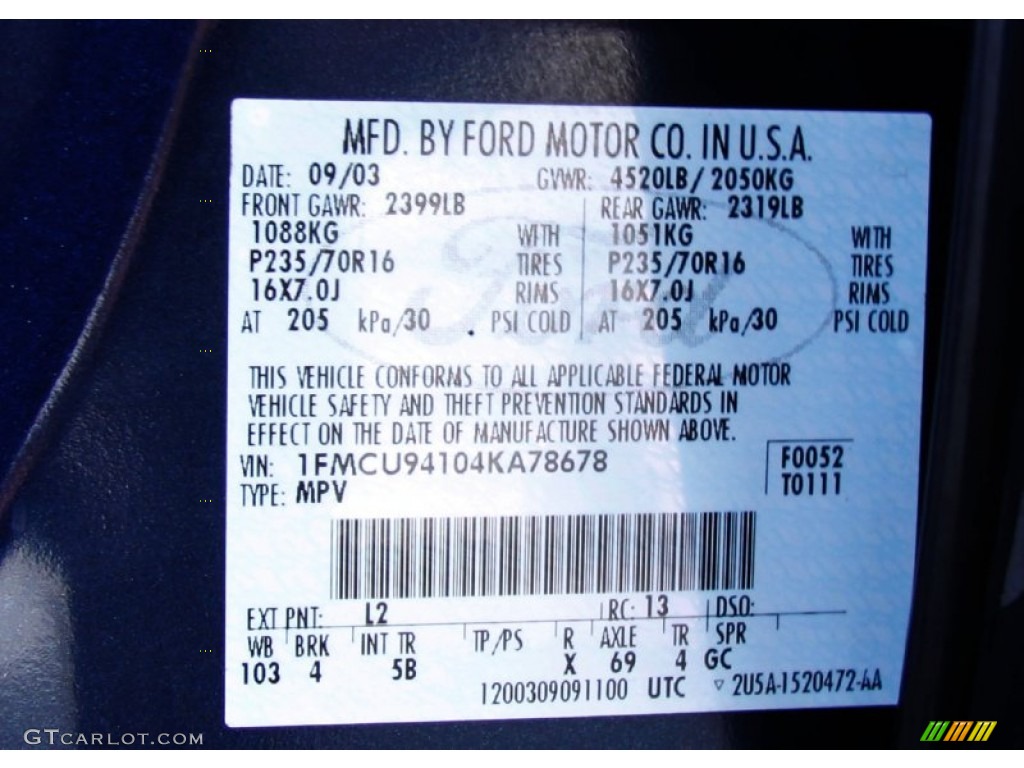 MFD. BY FORD MOTOR CO. IN U.S.A.
DATE: 09/03 GVWR: 4520LB/ 2050KG
FRONT GAWR: 2399LB REAR GAWR: 2319LB
1088KG WITH 1051KG WITH
P235/70R16 TIRES P235/70R16 TIRES
16X7.0J RIMS 16X7.0J RIMS
AT 205 kPa/30 PSI COLD AT 205 kPa/30 PSI COLD
THIS VEHICLE CONFORMS TO ALL APPLICABLE FEDERAL MOTOR
VEHICLE SAFETY AND THEFT PREVENTION STANDARDS IN
EFFECT ON THE DATE OF MANUFACTURE SHOWN ABOVE.
VIN: 1FMCU94104KA78678 F0052
TYPE: MPV T0111
EXT PNT: L2 RC: 13 DSO:
WB BRK INT TR TP/PS R AXLE TR SPR
103 4 5B X 69 4 GC
1200309091100 UTC ▽ 2U5A-1520472-AA
Ford
GTCARLOT.COM